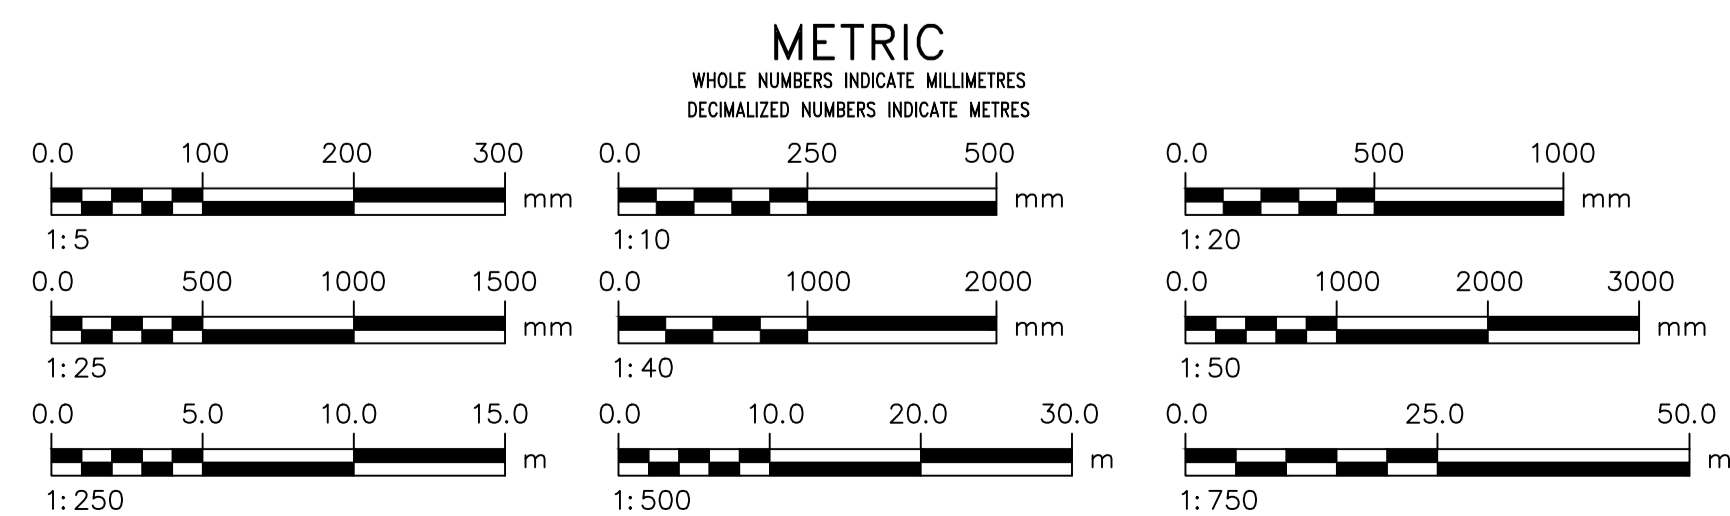 METRIC
WHOLE NUMBERS INDICATE MILLIMETRES
DECIMALIZED NUMBERS INDICATE METRES
0.0 100 200 300 mm
1:5
0.0 250 500 mm
1:10
0.0 500 1000 mm
1:20
0.0 500 1000 1500 mm
1:25
0.0 1000 2000 mm
1:40
0.0 1000 2000 3000 mm
1:50
0.0 5.0 10.0 15.0 m
1:250
0.0 10.0 20.0 30.0 m
1:500
0.0 25.0 50.0 m
1:750